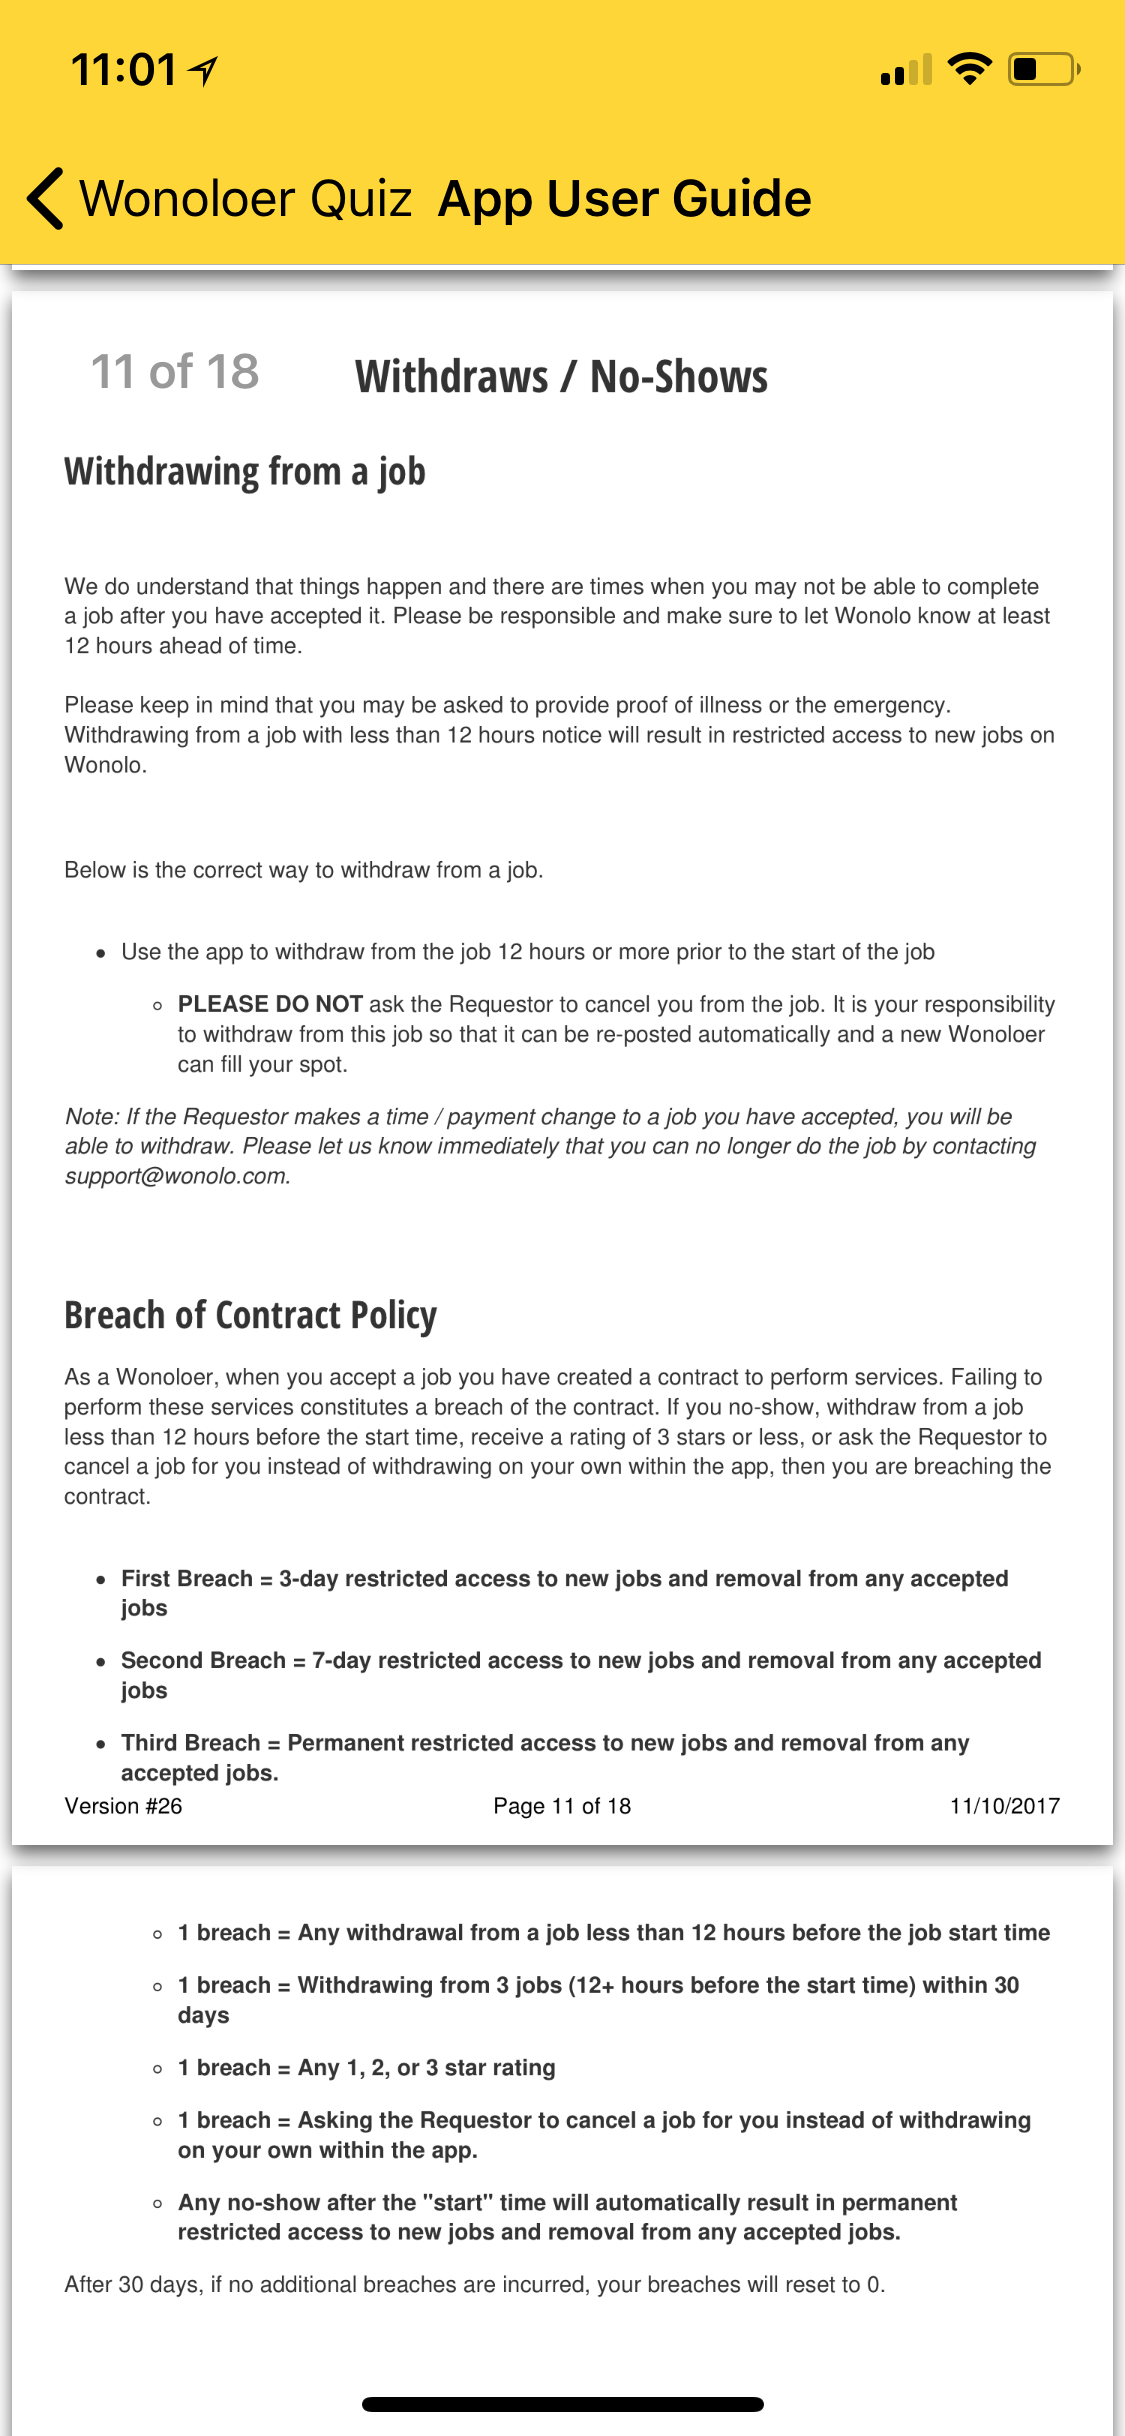 11:01
Wonoloer Quiz App User Guide
11 of 18
Withdraws / No-Shows
Withdrawing from a job
We do understand that things happen and there are times when you may not be able to complete
a job after you have accepted it. Please be responsible and make sure to let Wonolo know at least
12 hours ahead of time.
Please keep in mind that you may be asked to provide proof of illness or the emergency.
Withdrawing from a job with less than 12 hours notice will result in restricted access to new jobs on
Wonolo.
Below is the correct way to withdraw from a job.
• Use the app to withdraw from the job 12 hours or more prior to the start of the job
◦ PLEASE DO NOT ask the Requestor to cancel you from the job. It is your responsibility
to withdraw from this job so that it can be re-posted automatically and a new Wonoloer
can fill your spot.
Note: If the Requestor makes a time / payment change to a job you have accepted, you will be
able to withdraw. Please let us know immediately that you can no longer do the job by contacting
support@wonolo.com.
Breach of Contract Policy
As a Wonoloer, when you accept a job you have created a contract to perform services. Failing to
perform these services constitutes a breach of the contract. If you no-show, withdraw from a job
less than 12 hours before the start time, receive a rating of 3 stars or less, or ask the Requestor to
cancel a job for you instead of withdrawing on your own within the app, then you are breaching the
contract.
• First Breach = 3-day restricted access to new jobs and removal from any accepted
jobs
• Second Breach = 7-day restricted access to new jobs and removal from any accepted
jobs
• Third Breach = Permanent restricted access to new jobs and removal from any
accepted jobs.
Version #26 Page 11 of 18 11/10/2017
◦ 1 breach = Any withdrawal from a job less than 12 hours before the job start time
◦ 1 breach = Withdrawing from 3 jobs (12+ hours before the start time) within 30
days
◦ 1 breach = Any 1, 2, or 3 star rating
◦ 1 breach = Asking the Requestor to cancel a job for you instead of withdrawing
on your own within the app.
◦ Any no-show after the "start" time will automatically result in permanent
restricted access to new jobs and removal from any accepted jobs.
After 30 days, if no additional breaches are incurred, your breaches will reset to 0.